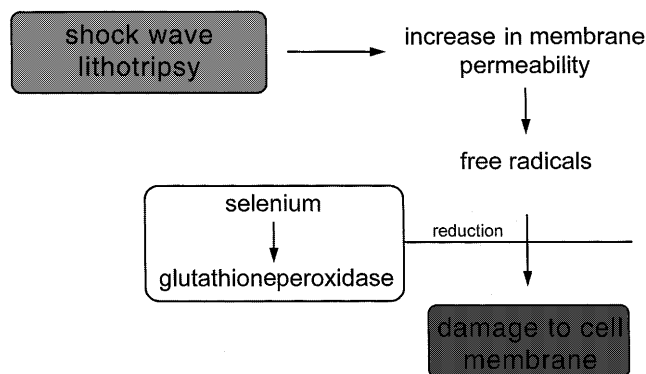 shock wave
lithotripsy
increase in membrane
permeability
free radicals
selenium
reduction
glutathioneperoxidase
damage to cell
membrane